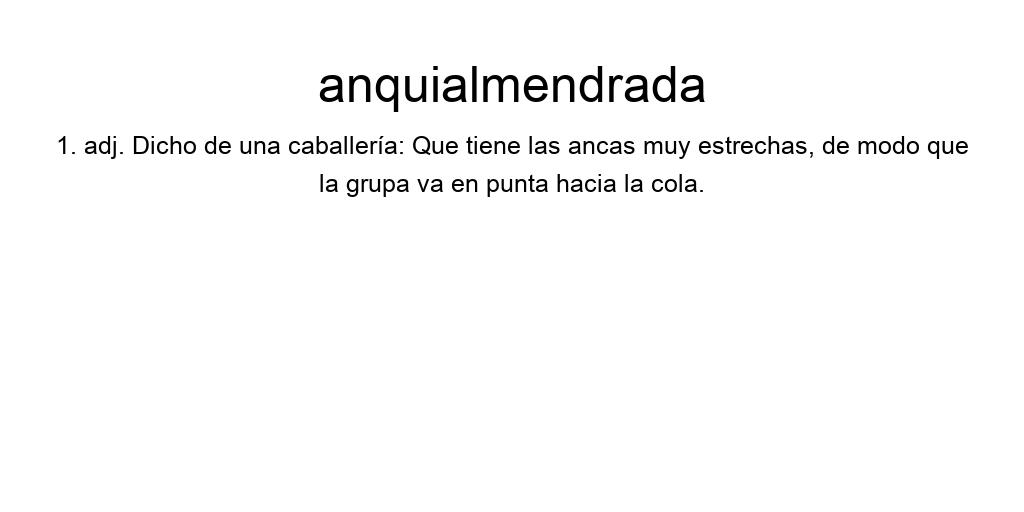 anquialmendrada
1. adj. Dicho de una caballería: Que tiene las ancas muy estrechas, de modo que
la grupa va en punta hacia la cola.